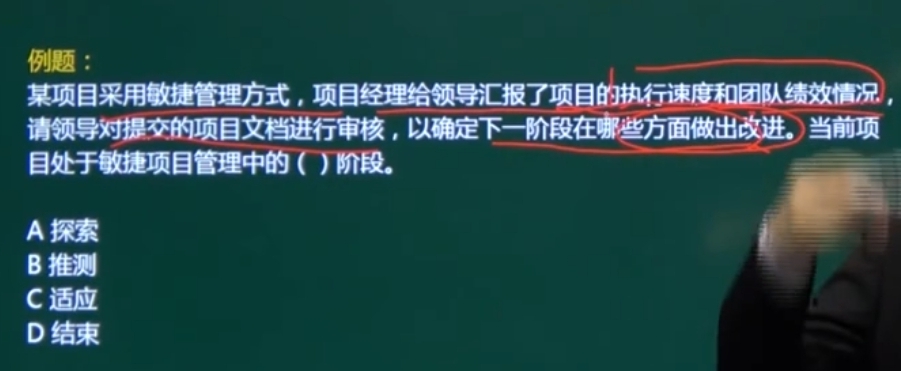 例题：
某项目采用敏捷管理方式，项目经理给领导汇报了项目的执行速度和团队绩效情况，
请领导对提交的项目文档进行审核，以确定下一阶段在哪些方面做出改进。当前项
目处于敏捷项目管理中的（ ）阶段。
A 探索
B 推测
C 适应
D 结束